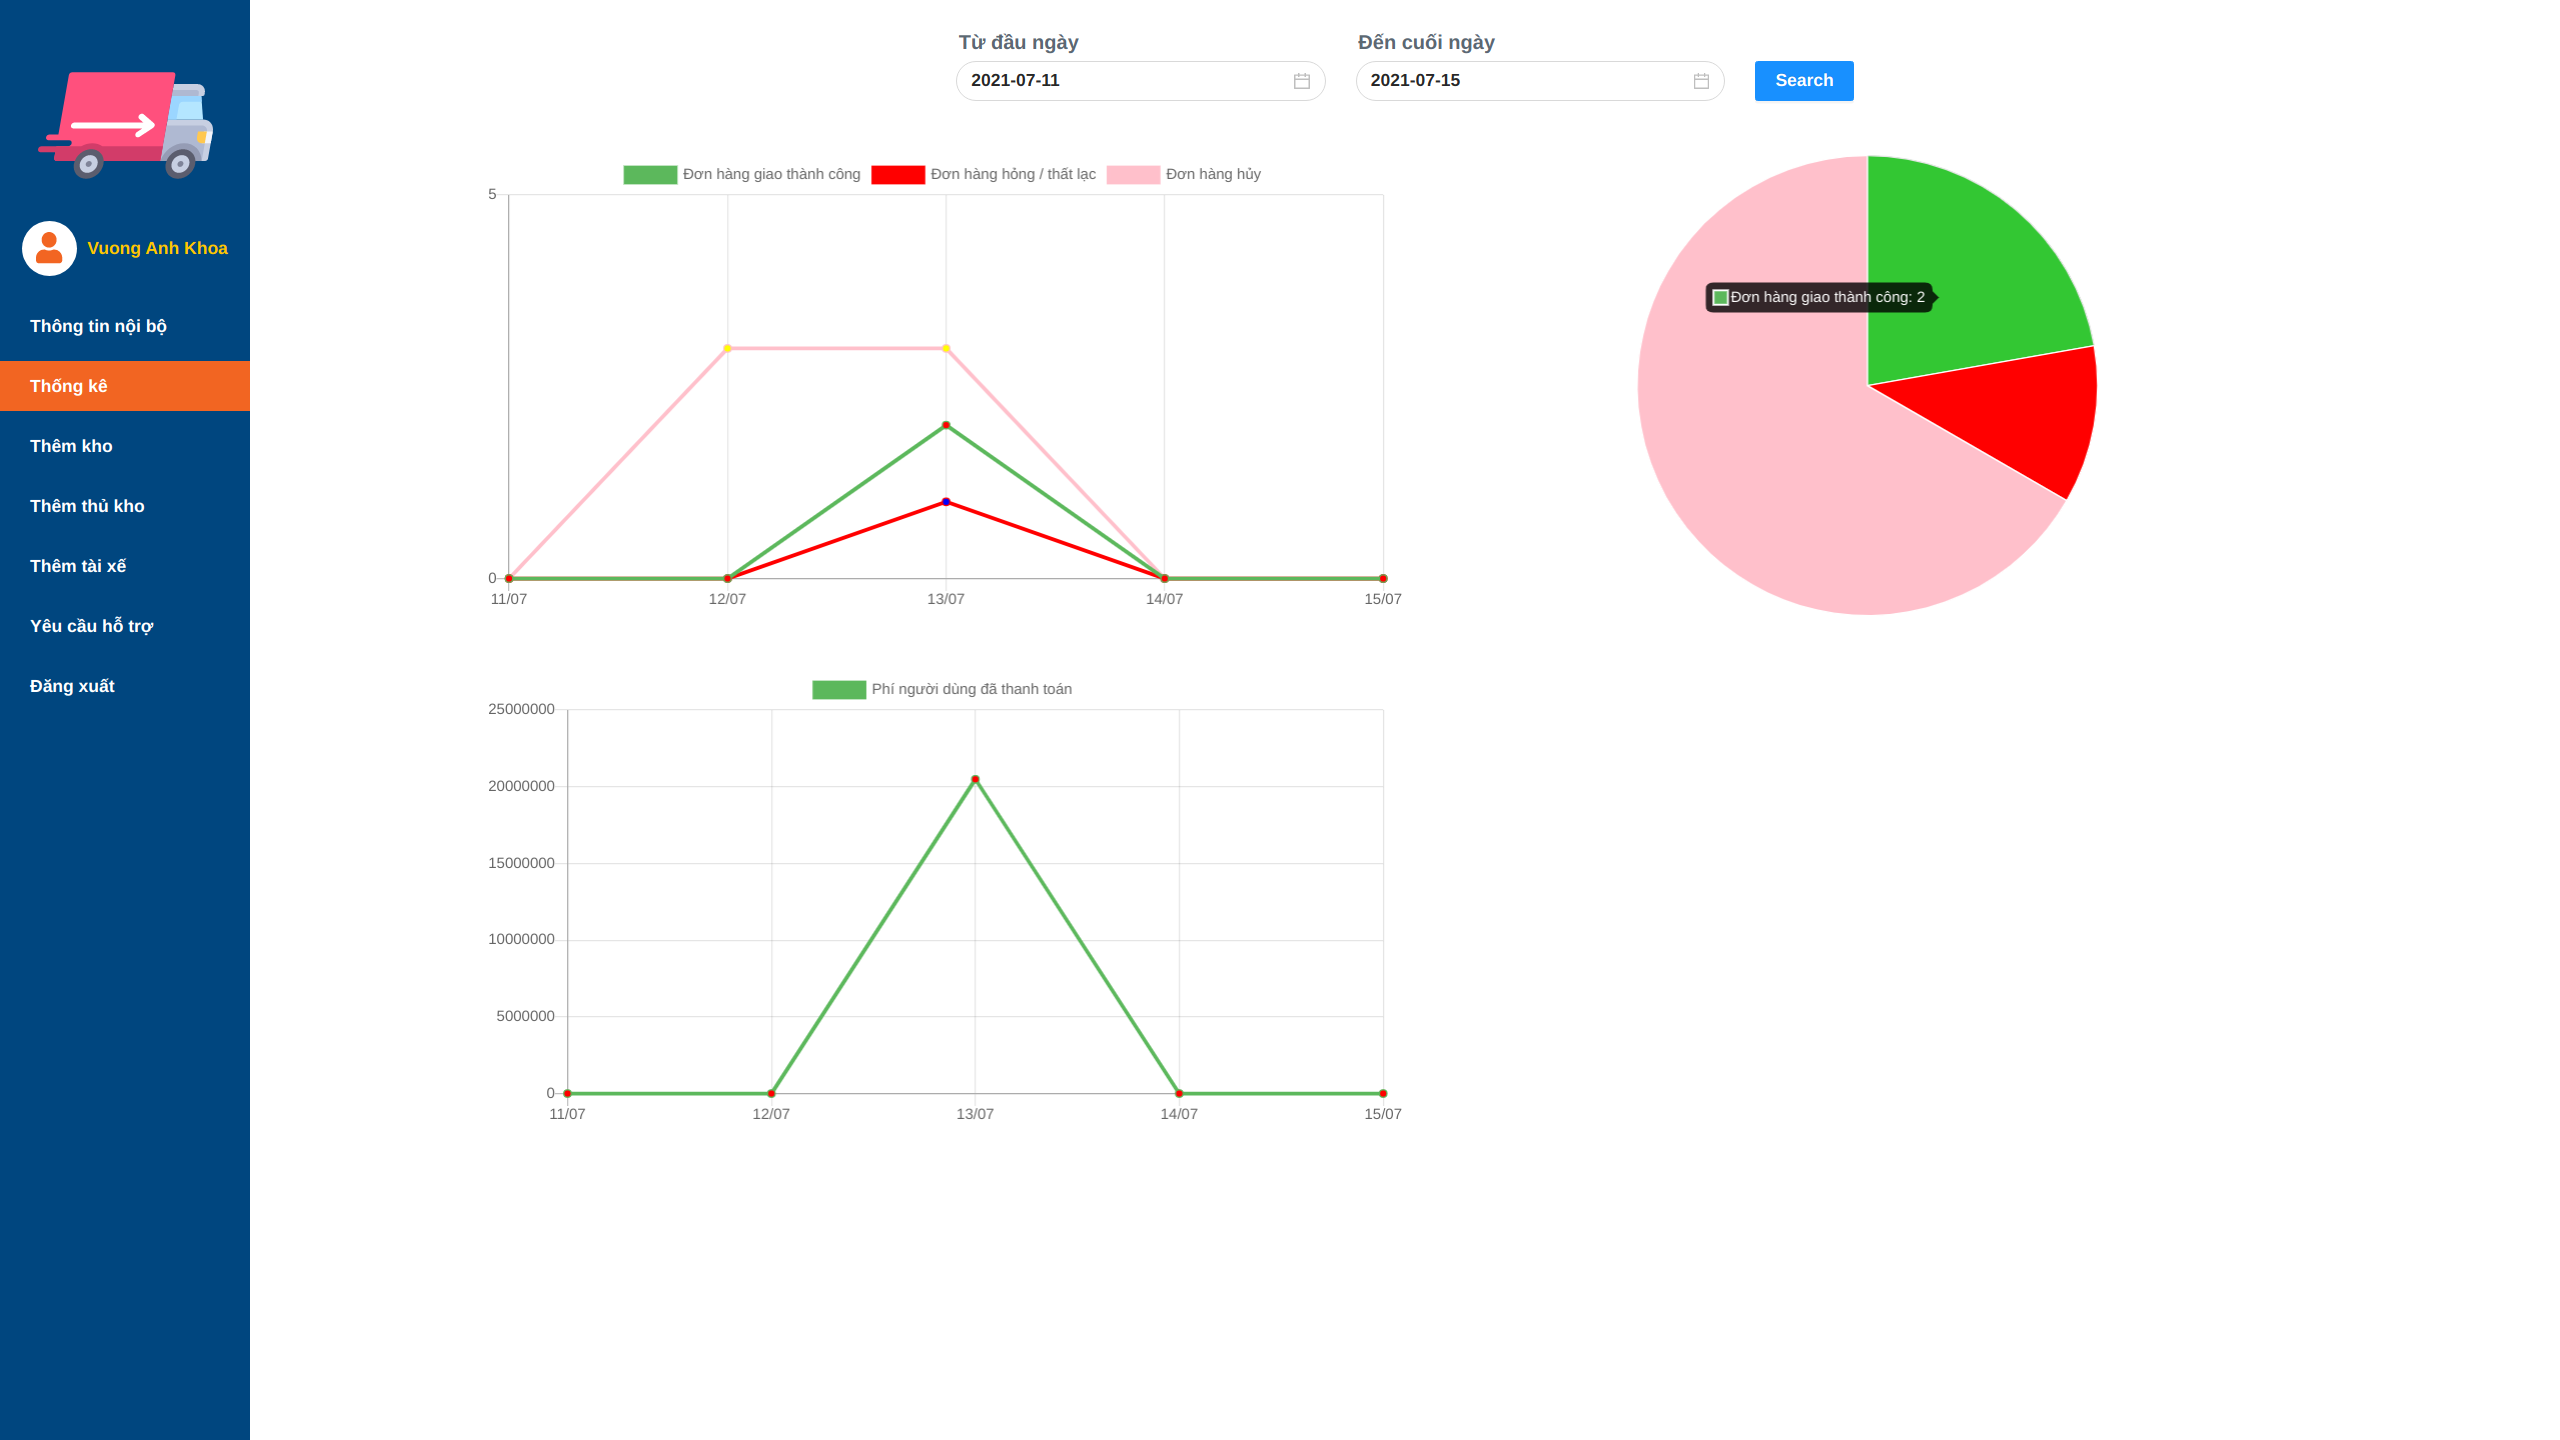 Vuong Anh Khoa
Thông tin nội bộ
Thống kê
Thêm kho
Thêm thủ kho
Thêm tài xế
Yêu cầu hỗ trợ
Đăng xuất
Từ đầu ngày
Đến cuối ngày
2021-07-11
2021-07-15
Search
Đơn hàng giao thành công
Đơn hàng hỏng / thất lạc
Đơn hàng hủy
5
0
11/07
12/07
13/07
14/07
15/07
Đơn hàng giao thành công: 2
Phí người dùng đã thanh toán
25000000
20000000
15000000
10000000
5000000
0
11/07
12/07
13/07
14/07
15/07